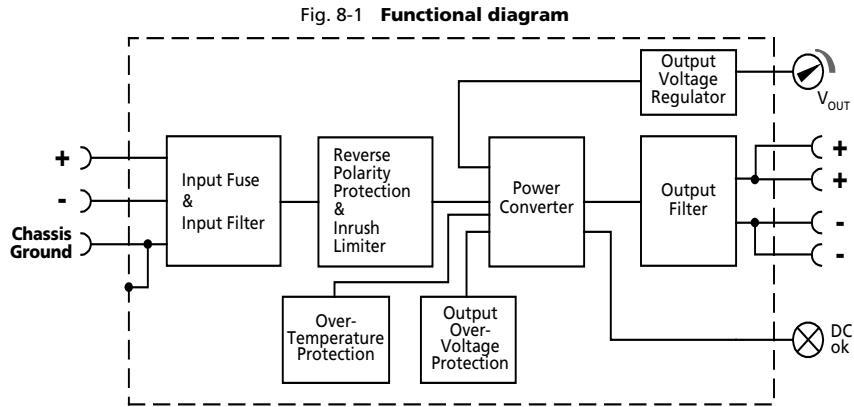 Fig. 8-1 Functional diagram
Output
Voltage
Regulator
V_OUT
+
-
Chassis
Ground
Input Fuse
&
Input Filter
Reverse
Polarity
Protection
&
Inrush
Limiter
Power
Converter
Output
Filter
+
+
-
-
Over-
Temperature
Protection
Output
Over-
Voltage
Protection
DC
ok